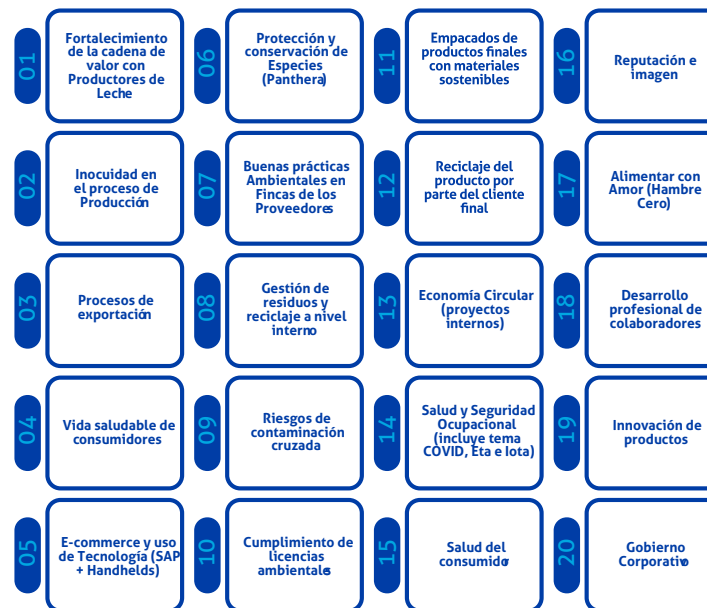 01
Fortalecimiento
de la cadena de
valor con
Productores de
Leche
02
Inocuidad en
el proceso de
Producción
03
Procesos de
exportación
04
Vida saludable de
consumidores
05
E-commerce y uso
de Tecnología (SAP
+ Handhelds)
06
Protección y
conservación de
Especies
(Panthera)
07
Buenas prácticas
Ambientales en
Fincas de los
Proveedores
08
Gestión de
residuos y
reciclaje a nivel
interno
09
Riesgos de
contaminación
cruzada
10
Cumplimiento de
licencias
ambientales
11
Empacados de
productos finales
con materiales
sostenibles
12
Reciclaje del
producto por
parte del cliente
final
13
Economía Circular
(proyectos
internos)
14
Salud y Seguridad
Ocupacional
(incluye tema
COVID, Eta e Iota)
15
Salud del
consumidor
16
Reputación e
imagen
17
Alimentar con
Amor (Hambre
Cero)
18
Desarrollo
profesional de
colaboradores
19
Innovación de
productos
20
Gobierno
Corporativo